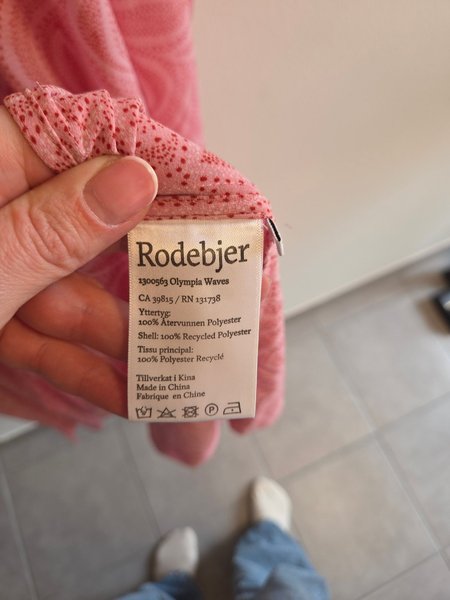 Rodebjer
1300563 Olympia Waves
CA 39815 / RN 131738
Yttertyg:
100% Återvunnen Polyester
Shell: 100% Recycled Polyester
Tissu principal:
100% Polyester Recyclé
Tillverkat i Kina
Made in China
Fabrique en Chine
P